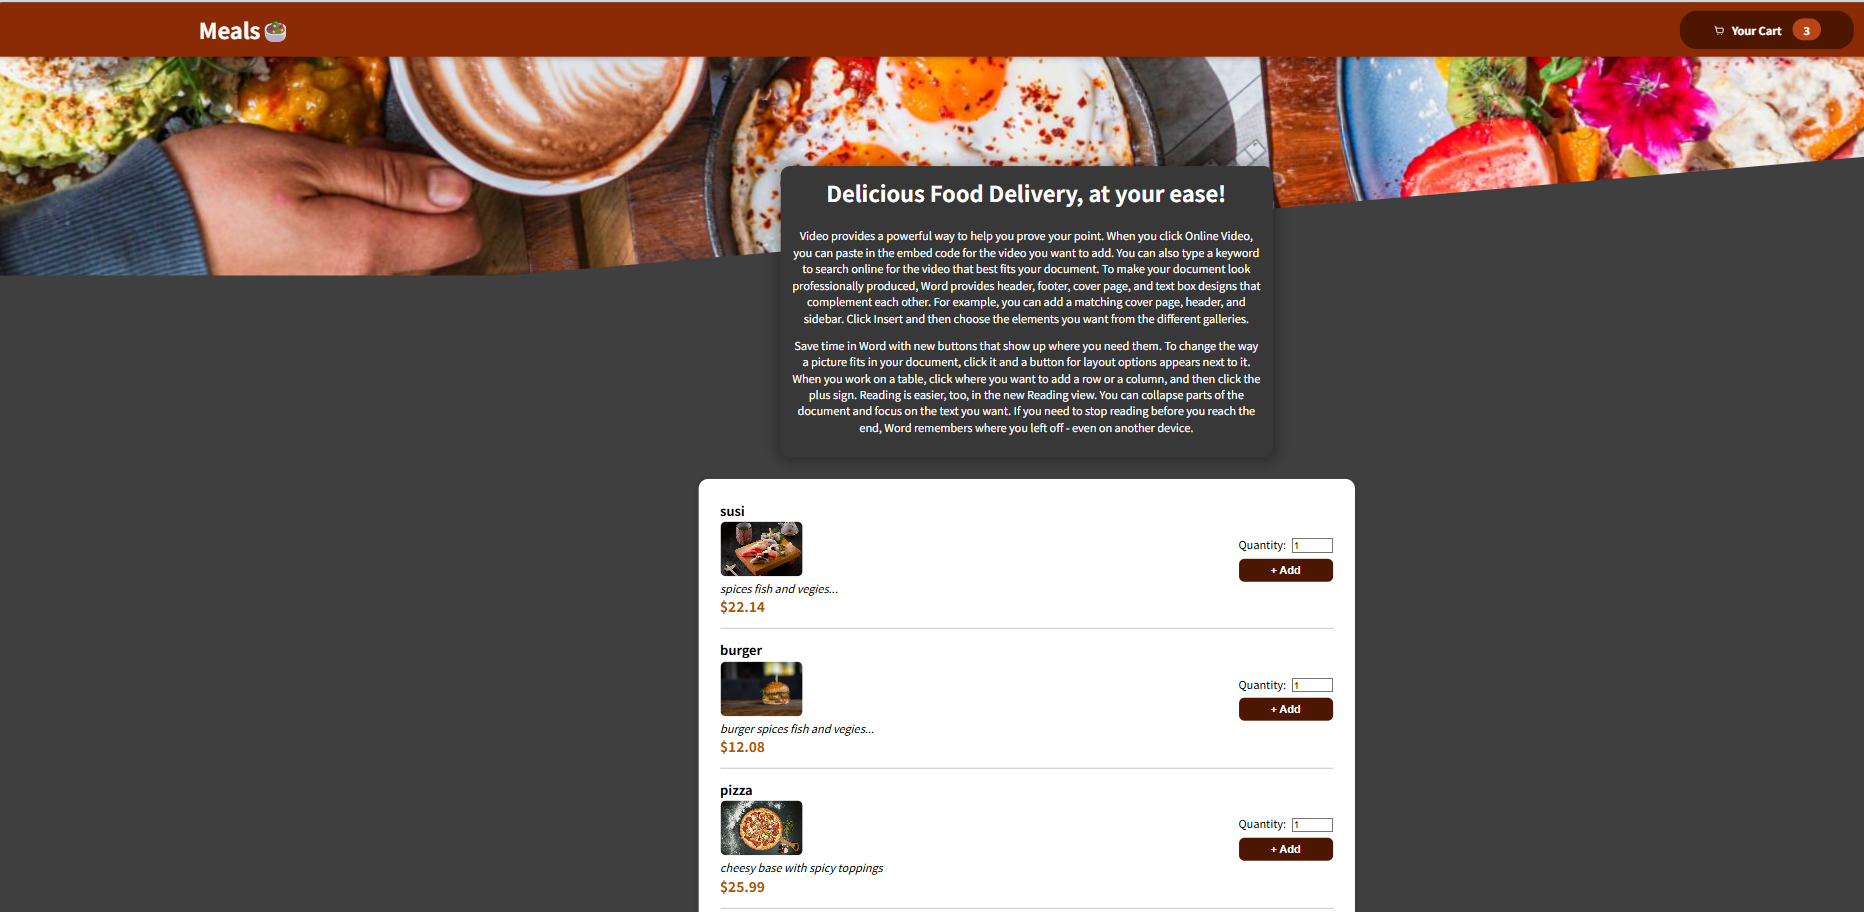 Meals
Your Cart 3
Delicious Food Delivery, at your ease!
Video provides a powerful way to help you prove your point. When you click Online Video,
you can paste in the embed code for the video you want to add. You can also type a keyword
to search online for the video that best fits your document. To make your document look
professionally produced, Word provides header, footer, cover page, and text box designs that
complement each other. For example, you can add a matching cover page, header, and
sidebar. Click Insert and then choose the elements you want from the different galleries.
Save time in Word with new buttons that show up where you need them. To change the way
a picture fits in your document, click it and a button for layout options appears next to it.
When you work on a table, click where you want to add a row or a column, and then click the
plus sign. Reading is easier, too, in the new Reading view. You can collapse parts of the
document and focus on the text you want. If you need to stop reading before you reach the
end, Word remembers where you left off - even on another device.
susi
Quantity: 1
+ Add
spices fish and vegies...
$22.14
burger
Quantity: 1
+ Add
burger spices fish and vegies...
$12.08
pizza
Quantity: 1
+ Add
cheesy base with spicy toppings
$25.99